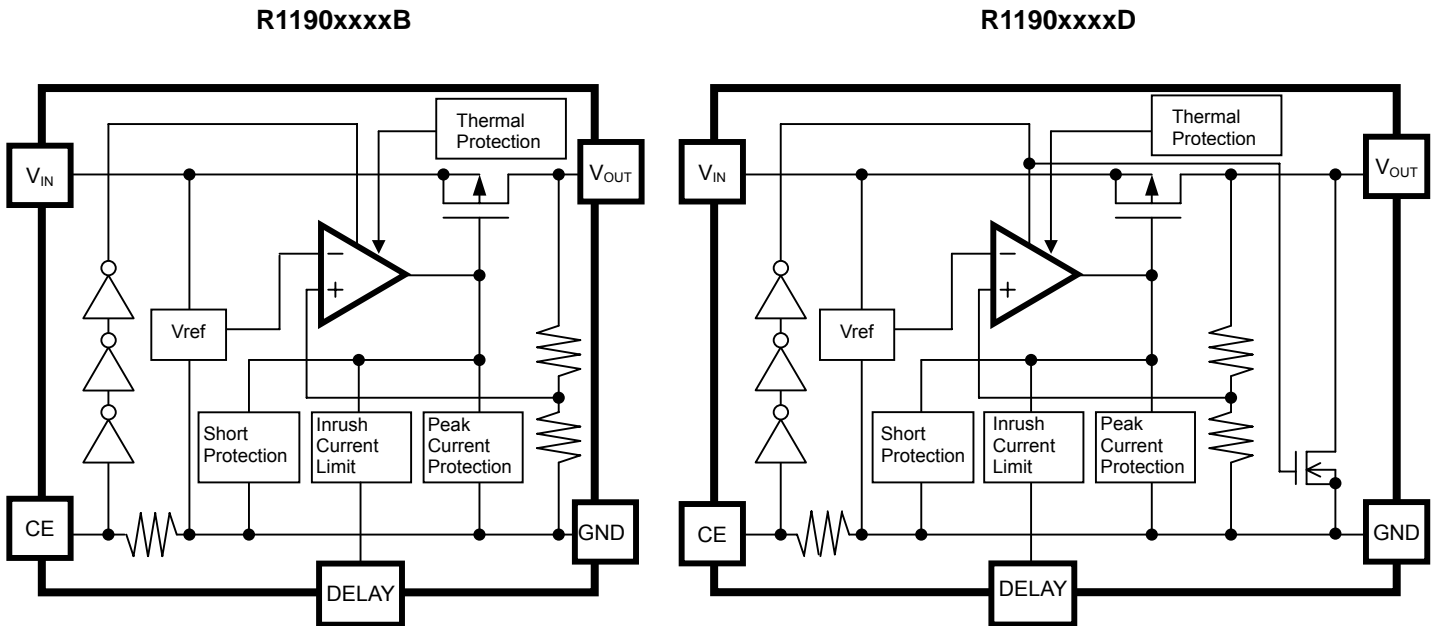 R1190xxxxB
Thermal
Protection
VIN
VOUT
−
+
Vref
Short
Protection
Inrush
Current
Limit
Peak
Current
Protection
CE
GND
DELAY
R1190xxxxD
Thermal
Protection
VIN
VOUT
−
+
Vref
Short
Protection
Inrush
Current
Limit
Peak
Current
Protection
CE
GND
DELAY